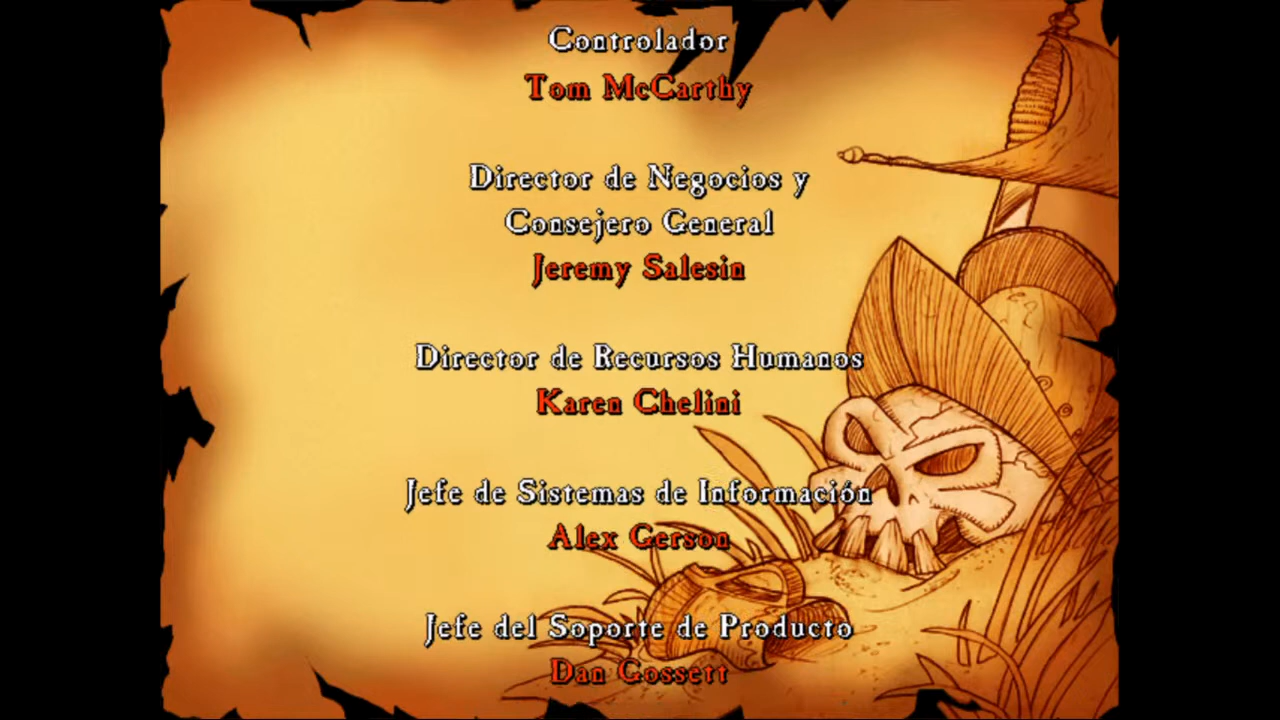 Controlador
Tom McCarthy
Director de Negocios y
Consejero General
Jeremy Salesin
Director de Recursos Humanos
Karen Chelini
Jefe de Sistemas de Información
Alex Gerson
Jefe del Soporte de Producto
Dan Gossett